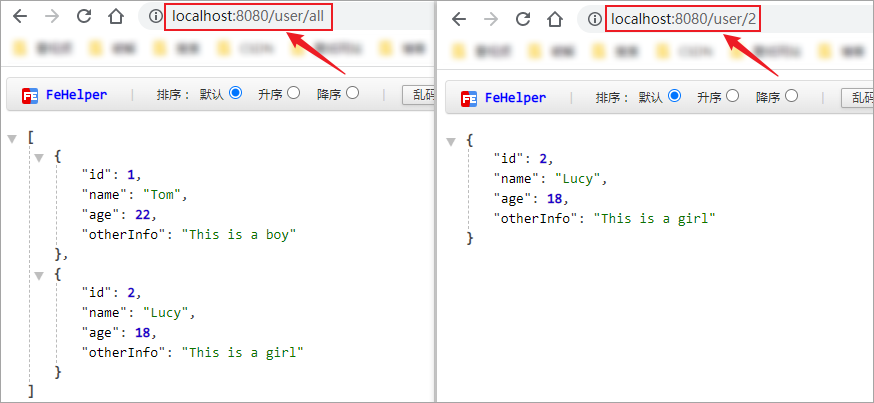 localhost:8080/user/all
FeHelper | 排序： 默认 升序 降序 | 乱码
[
{
"id": 1,
"name": "Tom",
"age": 22,
"otherInfo": "This is a boy"
},
{
"id": 2,
"name": "Lucy",
"age": 18,
"otherInfo": "This is a girl"
}
]
localhost:8080/user/2
FeHelper | 排序： 默认 升序 降序 | 乱码
{
"id": 2,
"name": "Lucy",
"age": 18,
"otherInfo": "This is a girl"
}